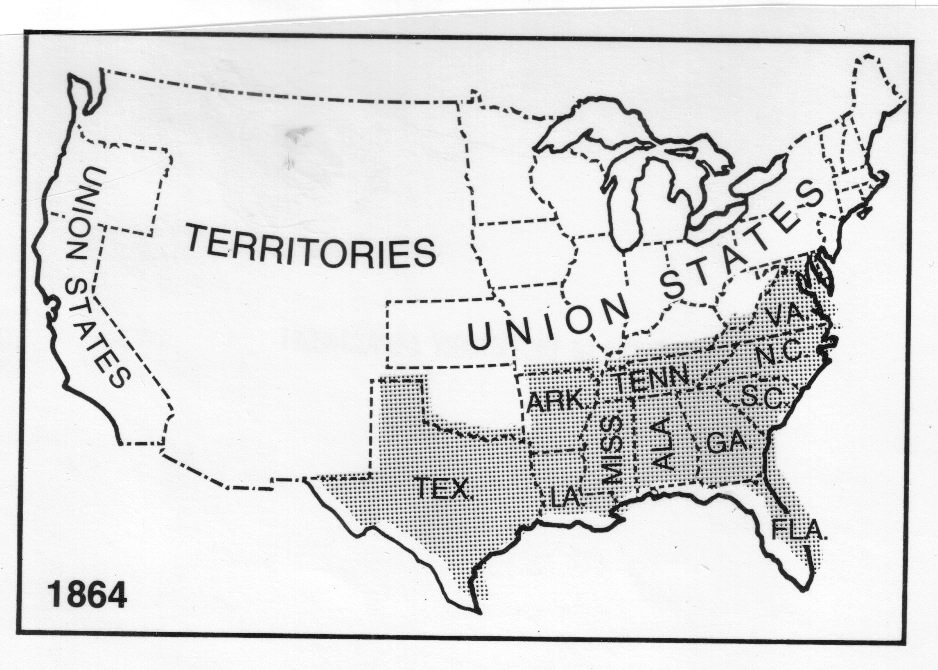 UNION STATES
TERRITORIES
UNION STATES
VA.
N.C.
TENN.
S.C.
ARK.
MISS.
ALA.
GA.
TEX.
LA.
FLA.
1864